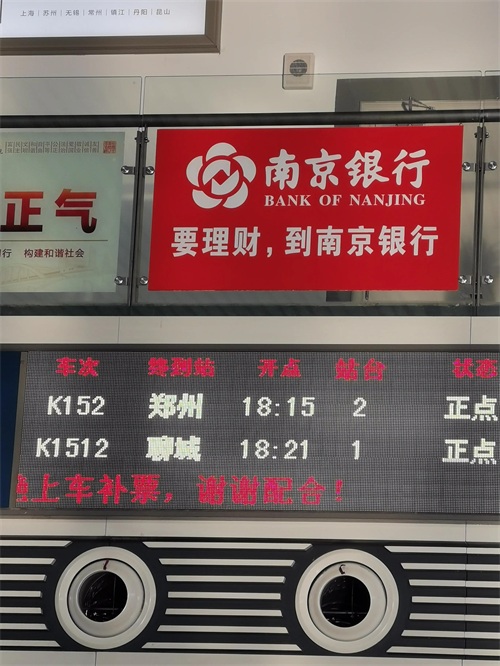 上海｜苏州｜无锡｜常州｜镇江｜丹阳｜昆山
正气
行 构建和谐社会
南京银行
BANK OF NANJING
要理财，到南京银行
车次 终到站 开点 站台 状态
K152 郑州 18:15 2 正点
K1512 聊城 18:21 1 正点
上车补票，谢谢配合！